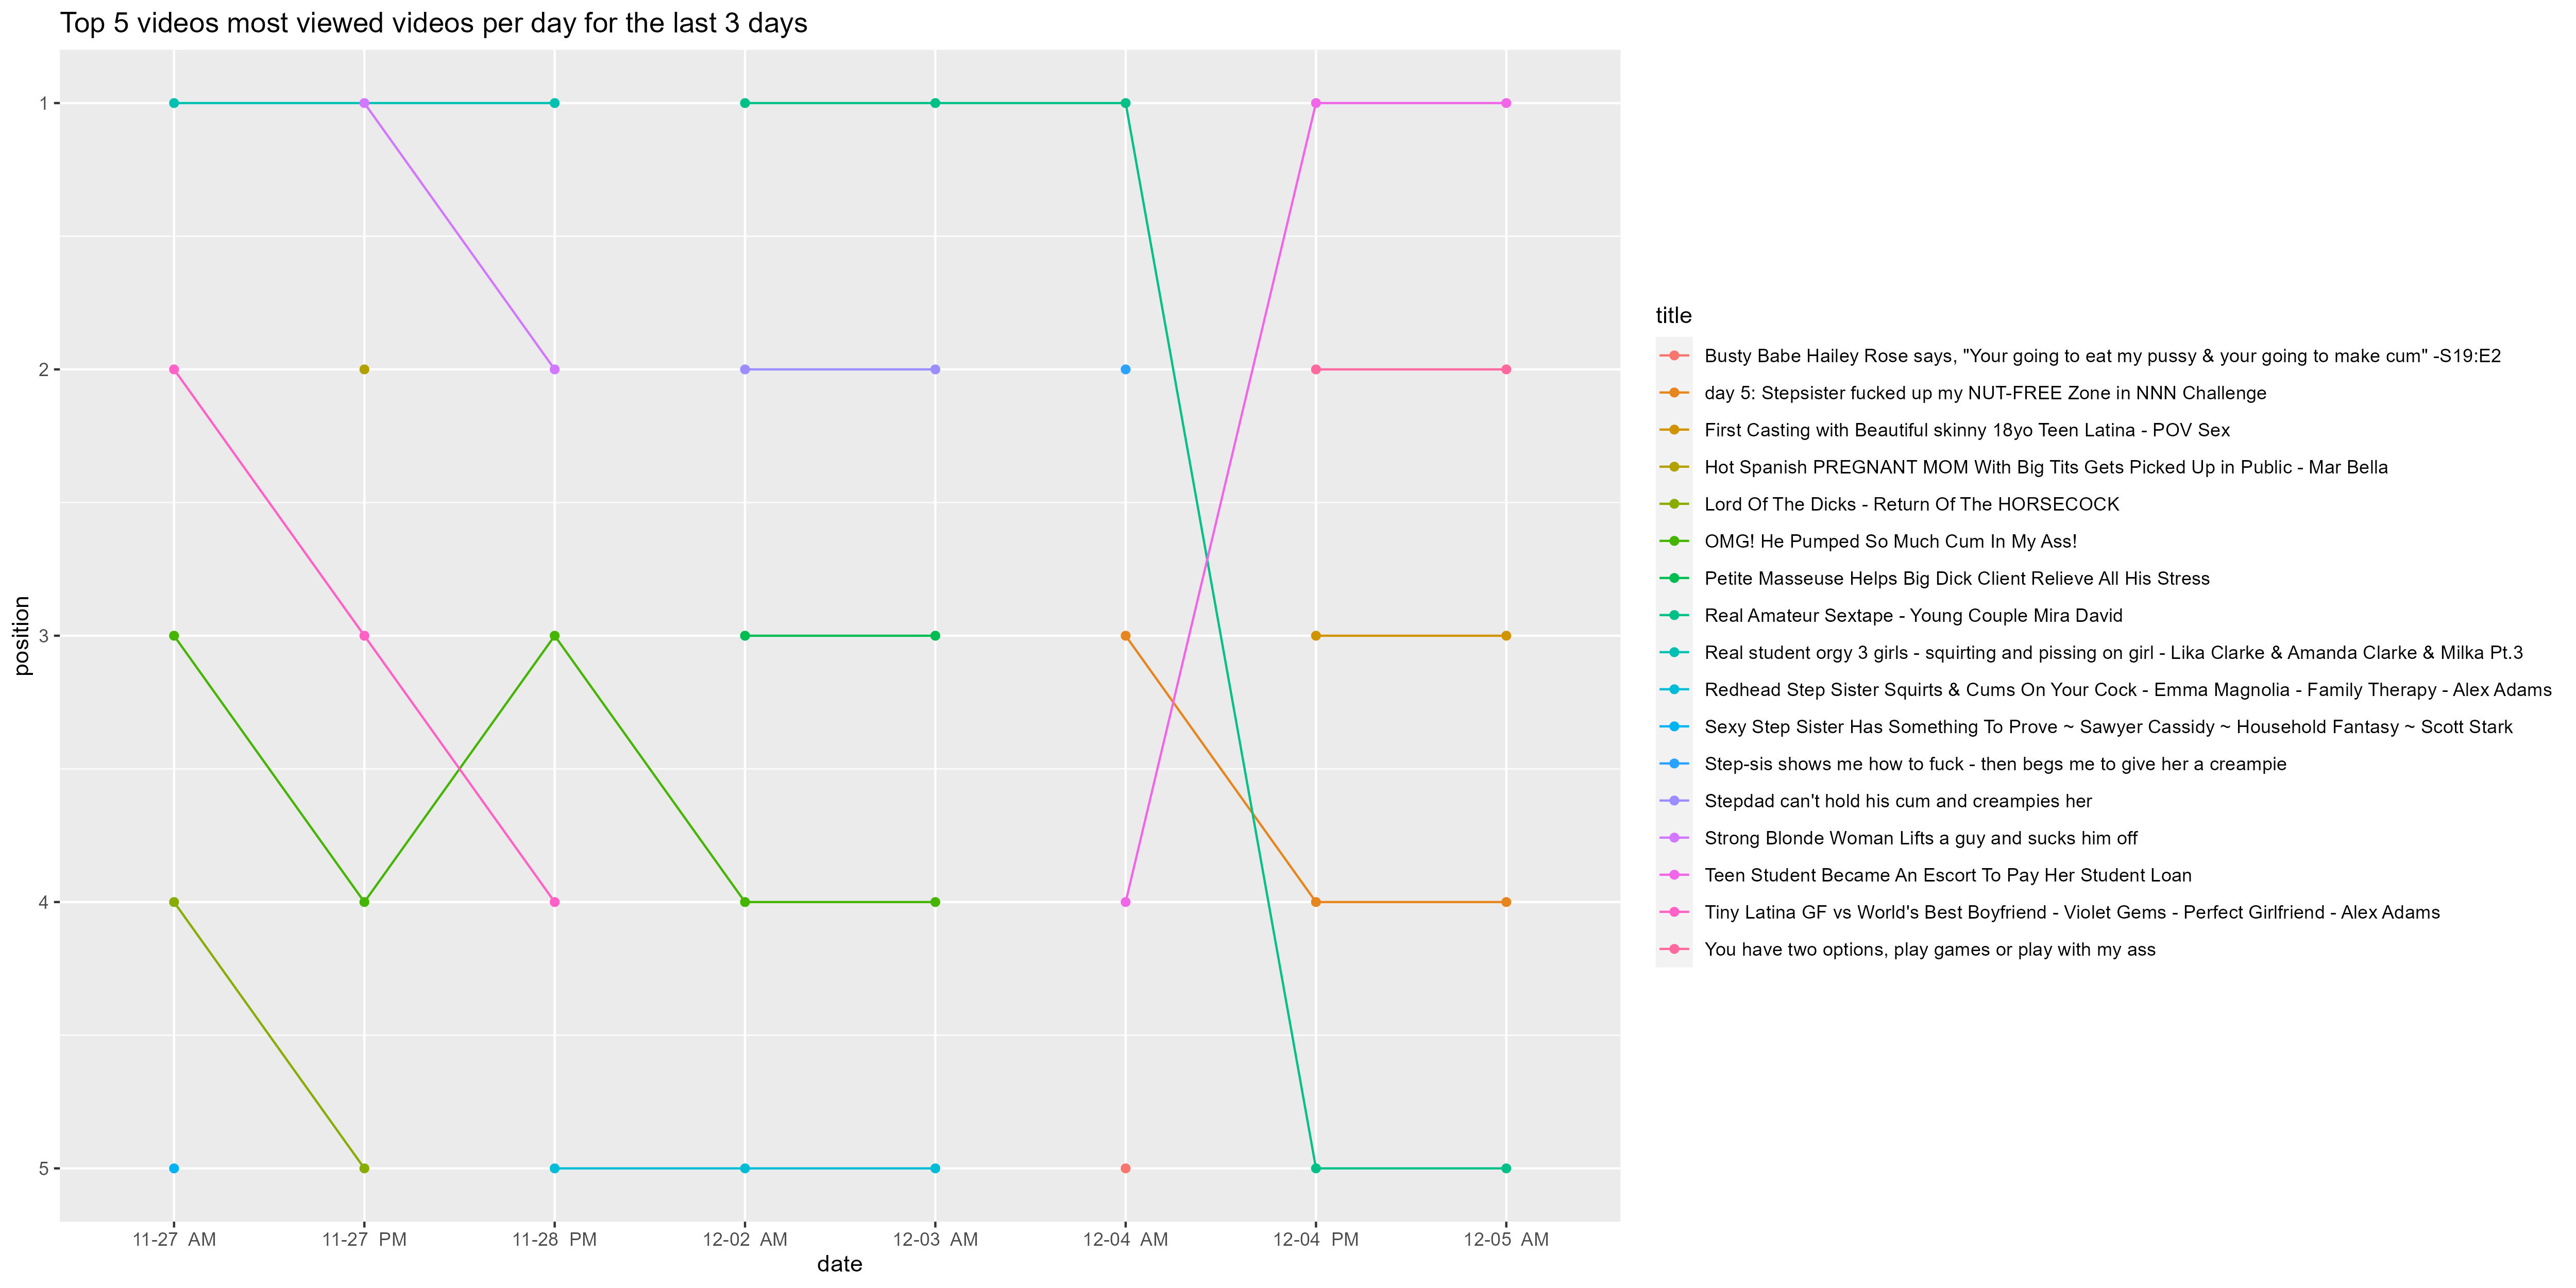 Top 5 videos most viewed videos per day for the last 3 days
position
1
2
3
4
5
11-27 AM
11-27 PM
11-28 PM
12-02 AM
12-03 AM
12-04 AM
12-04 PM
12-05 AM
date
title
Busty Babe Hailey Rose says, "Your going to eat my pussy & your going to make cum" -S19:E2
day 5: Stepsister fucked up my NUT-FREE Zone in NNN Challenge
First Casting with Beautiful skinny 18yo Teen Latina - POV Sex
Hot Spanish PREGNANT MOM With Big Tits Gets Picked Up in Public - Mar Bella
Lord Of The Dicks - Return Of The HORSECOCK
OMG! He Pumped So Much Cum In My Ass!
Petite Masseuse Helps Big Dick Client Relieve All His Stress
Real Amateur Sextape - Young Couple Mira David
Real student orgy 3 girls - squirting and pissing on girl - Lika Clarke & Amanda Clarke & Milka Pt.3
Redhead Step Sister Squirts & Cums On Your Cock - Emma Magnolia - Family Therapy - Alex Adams
Sexy Step Sister Has Something To Prove ~ Sawyer Cassidy ~ Household Fantasy ~ Scott Stark
Step-sis shows me how to fuck - then begs me to give her a creampie
Stepdad can't hold his cum and creampies her
Strong Blonde Woman Lifts a guy and sucks him off
Teen Student Became An Escort To Pay Her Student Loan
Tiny Latina GF vs World's Best Boyfriend - Violet Gems - Perfect Girlfriend - Alex Adams
You have two options, play games or play with my ass